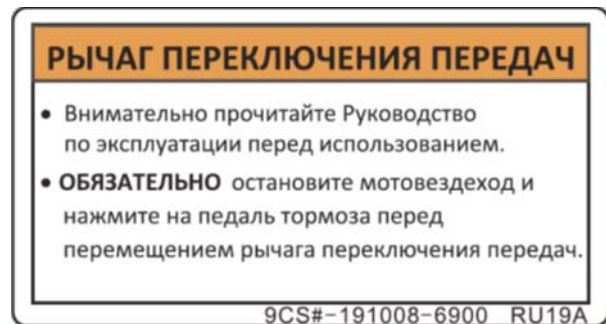 РЫЧАГ ПЕРЕКЛЮЧЕНИЯ ПЕРЕДАЧ
• Внимательно прочитайте Руководство
по эксплуатации перед использованием.
• ОБЯЗАТЕЛЬНО остановите мотовездеход и
нажмите на педаль тормоза перед
перемещением рычага переключения передач.
9CS#-191008-6900 RU19A